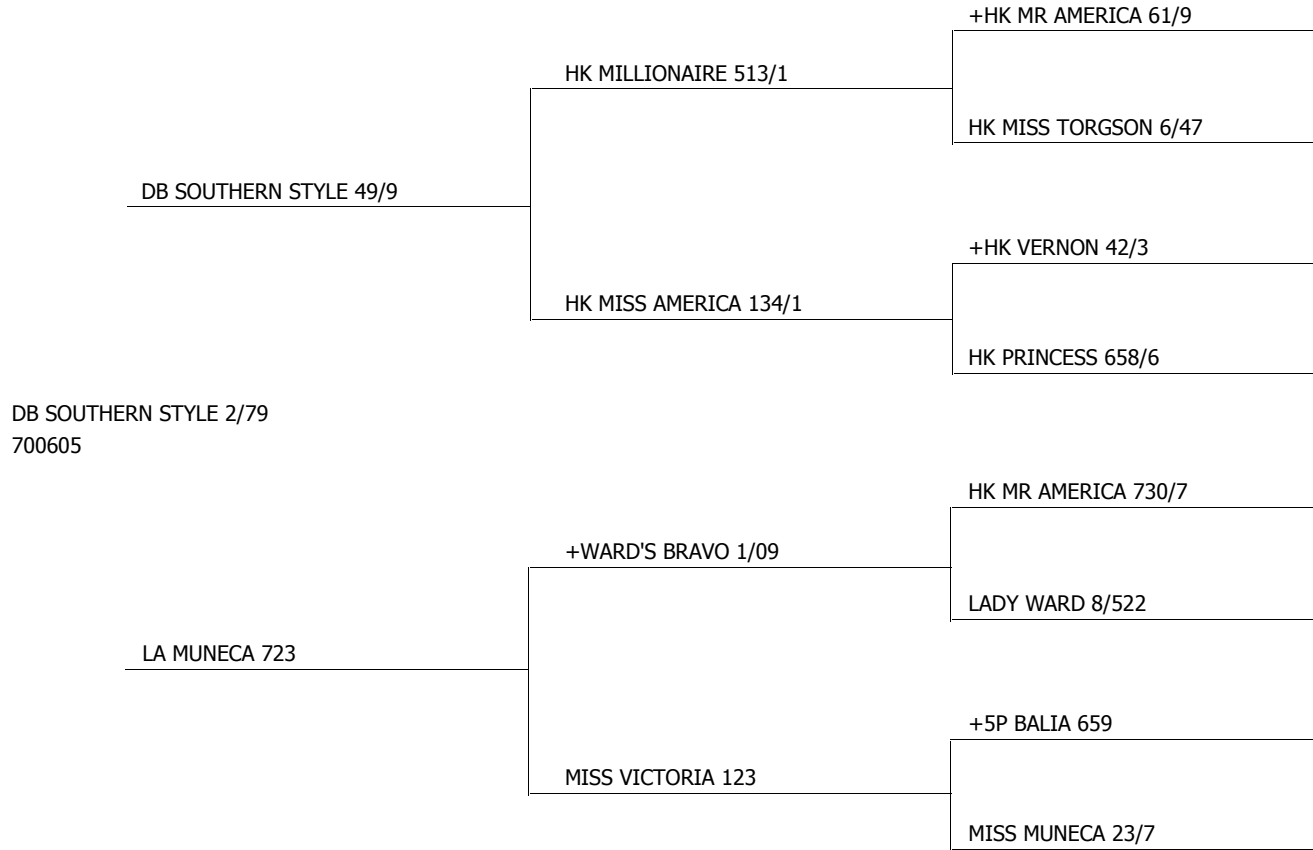 +HK MR AMERICA 61/9
HK MILLIONAIRE 513/1
HK MISS TORGSON 6/47
DB SOUTHERN STYLE 49/9
+HK VERNON 42/3
HK MISS AMERICA 134/1
HK PRINCESS 658/6
DB SOUTHERN STYLE 2/79
700605
HK MR AMERICA 730/7
+WARD'S BRAVO 1/09
LADY WARD 8/522
LA MUNECA 723
+5P BALIA 659
MISS VICTORIA 123
MISS MUNECA 23/7